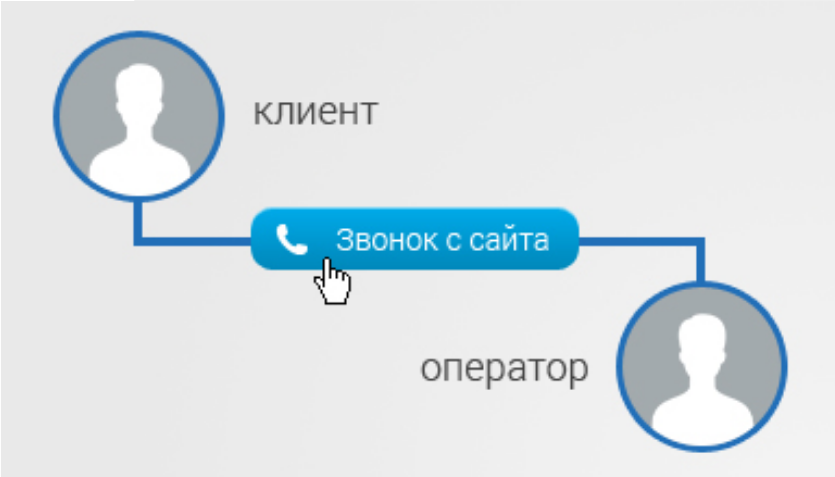 клиент
Звонок с сайта
оператор